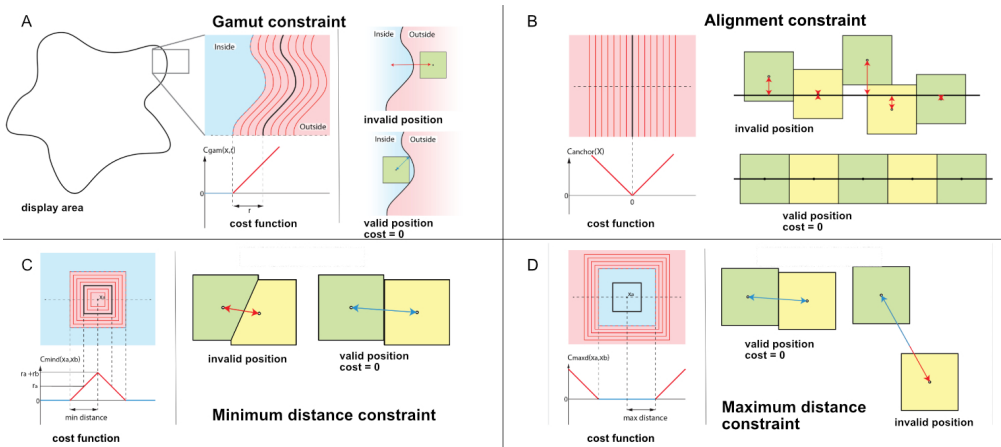 A
Gamut constraint
Inside
Outside
Cgam(x,t)
0
r
cost function
display area
Inside
Outside
invalid position
Inside
Outside
valid position
cost = 0
B
Alignment constraint
Canchor(X)
0
0
cost function
invalid position
valid position
cost = 0
C
xa
Cmind(xa,xb)
ra +rb
ra
0
min distance
cost function
invalid position
valid position
cost = 0
Minimum distance constraint
D
xa
Cmaxd(xa,xb)
0
max distance
cost function
valid position
cost = 0
Maximum distance
constraint
invalid position